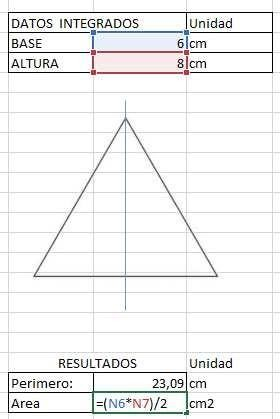 DATOS INTEGRADOS Unidad
BASE 6 cm
ALTURA 8 cm
RESULTADOS Unidad
Perimero: 23,09 cm
Area =(N6*N7)/2 cm2